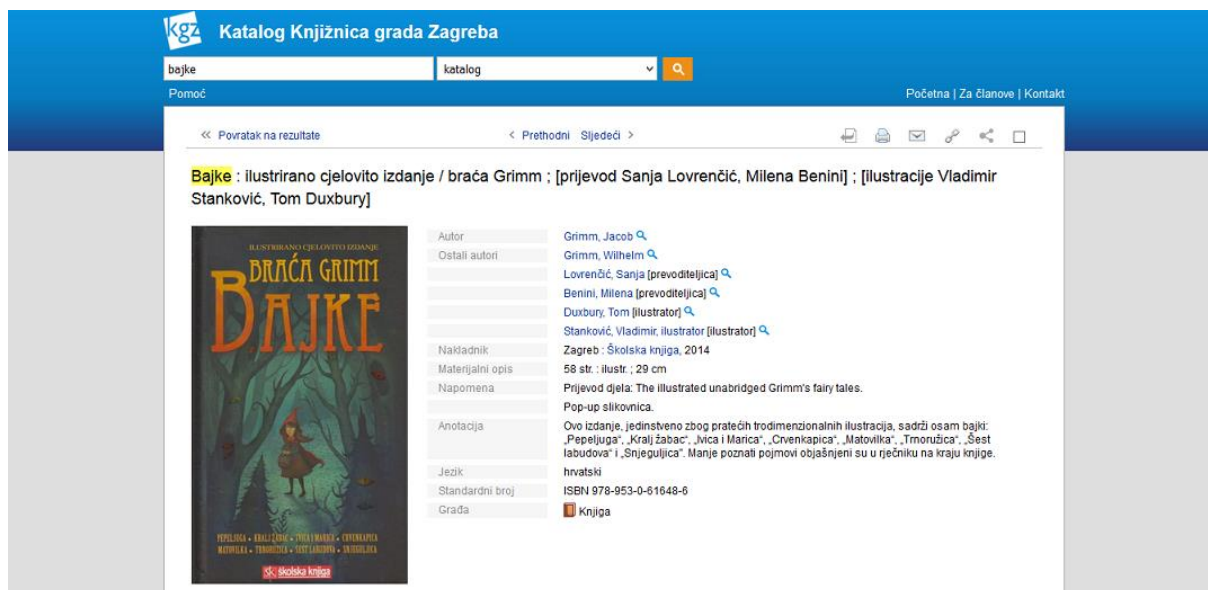 kgz Katalog Knjižnica grada Zagreba
bajke katalog
Pomoć Početna | Za članove | Kontakt
« Povratak na rezultate < Prethodni Sljedeći >
Bajke : ilustrirano cjelovito izdanje / braća Grimm ; [prijevod Sanja Lovrenčić, Milena Benini] ; [ilustracije Vladimir
Stanković, Tom Duxbury]
ILUSTRIRANO CJELOVITO IZDANJE
BRAĆA GRIMM
BAJKE
PEPELJUGA • KRALJ ŽABAC • IVICA I MARICA • CRVENKAPICA
MATOVILKA • TRNORUŽICA • ŠEST LABUDOVA • SNJEGULJICA
šk školska knjiga
Autor Grimm, Jacob
Ostali autori Grimm, Wilhelm
Lovrenčić, Sanja [prevoditeljica]
Benini, Milena [prevoditeljica]
Duxbury, Tom [ilustrator]
Stanković, Vladimir, ilustrator [ilustrator]
Nakladnik Zagreb : Školska knjiga, 2014
Materijalni opis 58 str. : ilustr. ; 29 cm
Napomena Prijevod djela: The illustrated unabridged Grimm's fairy tales.
Pop-up slikovnica.
Anotacija Ovo izdanje, jedinstveno zbog pratećih trodimenzionalnih ilustracija, sadrži osam bajki:
„Pepeljuga“, „Kralj žabac“, „Ivica i Marica“, „Crvenkapica“, „Matovilka“, „Trnoružica“, „Šest
labudova“ i „Snjeguljica“. Manje poznati pojmovi objašnjeni su u rječniku na kraju knjige.
Jezik hrvatski
Standardni broj ISBN 978-953-0-61648-6
Građa Knjiga